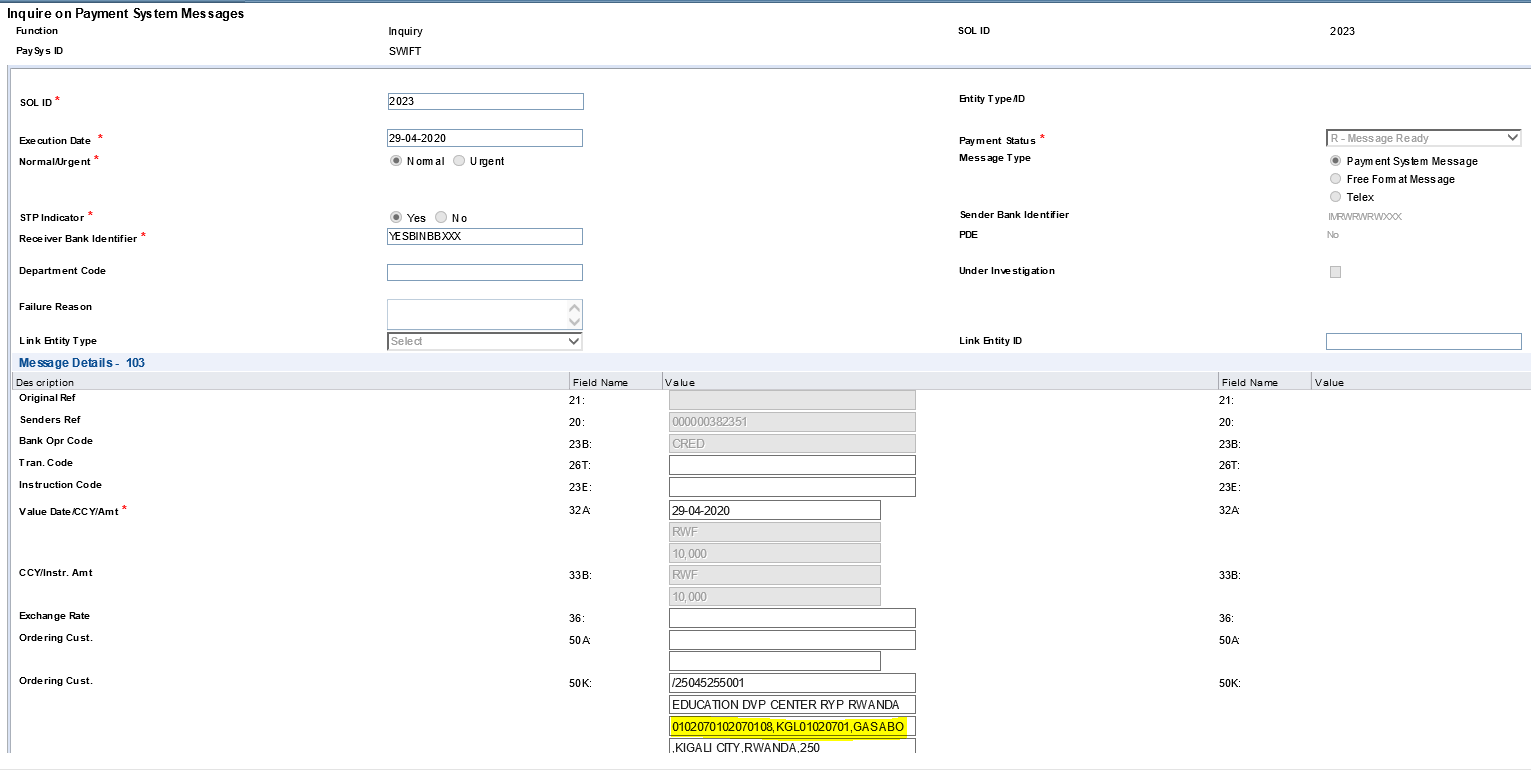 Inquire on Payment System Messages
Function Inquiry SOL ID 2023
PaySys ID SWIFT
SOL ID * 2023 Entity Type/ID
Execution Date * 29-04-2020 Payment Status * R - Message Ready
Normal/Urgent * Normal Urgent Message Type Payment System Message
Free Format Message
Telex
STP Indicator * Yes No Sender Bank Identifier IMRWRWRWXXX
Receiver Bank Identifier * YESBINBBXXX PDE No
Department Code Under Investigation
Failure Reason
Link Entity Type Select Link Entity ID
Message Details - 103
Description Field Name Value Field Name Value
Original Ref 21: 21:
Senders Ref 20: 000000382351 20:
Bank Opr Code 23B: CRED 23B:
Tran. Code 26T: 26T:
Instruction Code 23E: 23E:
Value Date/CCY/Amt * 32A: 29-04-2020 32A:
RWF
10,000
CCY/Instr. Amt 33B: RWF 33B:
10,000
Exchange Rate 36: 36:
Ordering Cust. 50A: 50A:
Ordering Cust. 50K: /25045255001 50K:
EDUCATION DVP CENTER RYP RWANDA
0102070102070108,KGL01020701,GASABO
,KIGALI CITY,RWANDA,250